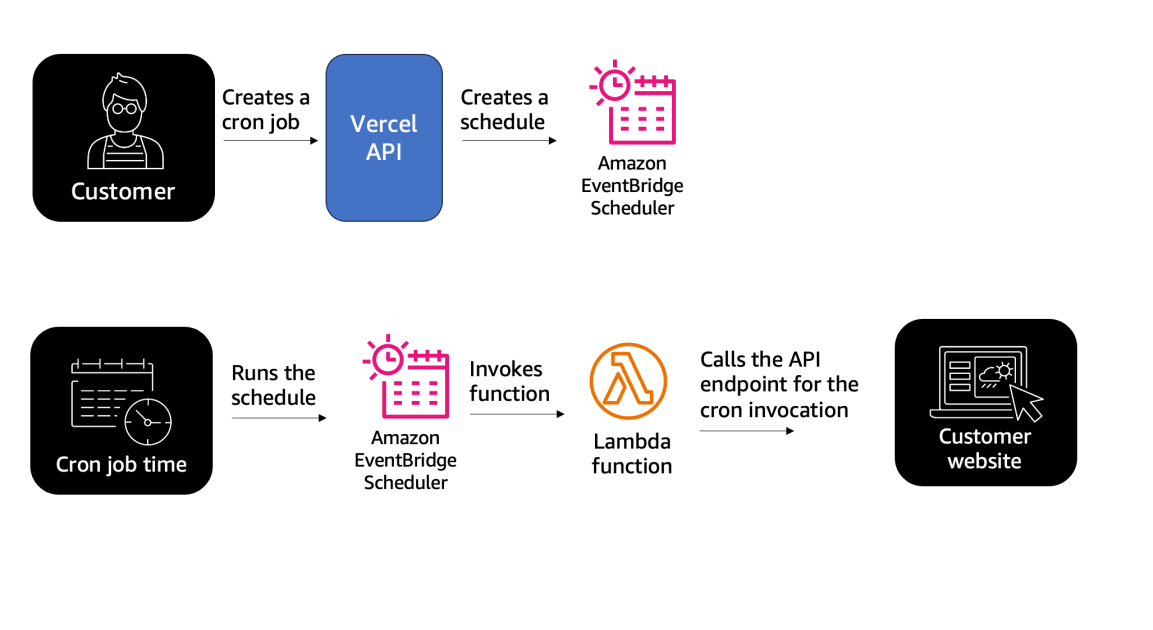 Creates a
cron job
Customer
Vercel
API
Creates a
schedule
Amazon
EventBridge
Scheduler
Cron job time
Runs the
schedule
Amazon
EventBridge
Scheduler
Invokes
function
Lambda
function
Calls the API
endpoint for the
cron invocation
Customer
website